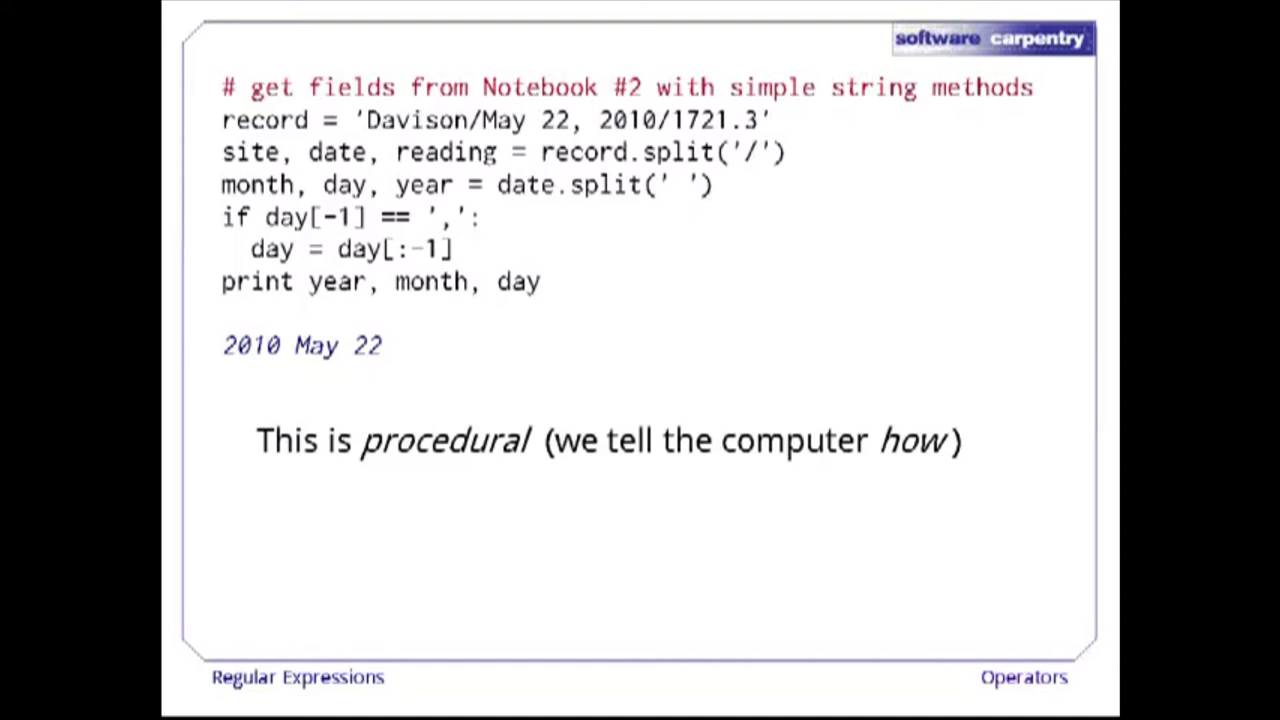 software carpentry
# get fields from Notebook #2 with simple string methods
record = 'Davison/May 22, 2010/1721.3'
site, date, reading = record.split('/')
month, day, year = date.split(' ')
if day[-1] == ',':
  day = day[:-1]
print year, month, day
2010 May 22
This is procedural (we tell the computer how)
Regular Expressions
Operators